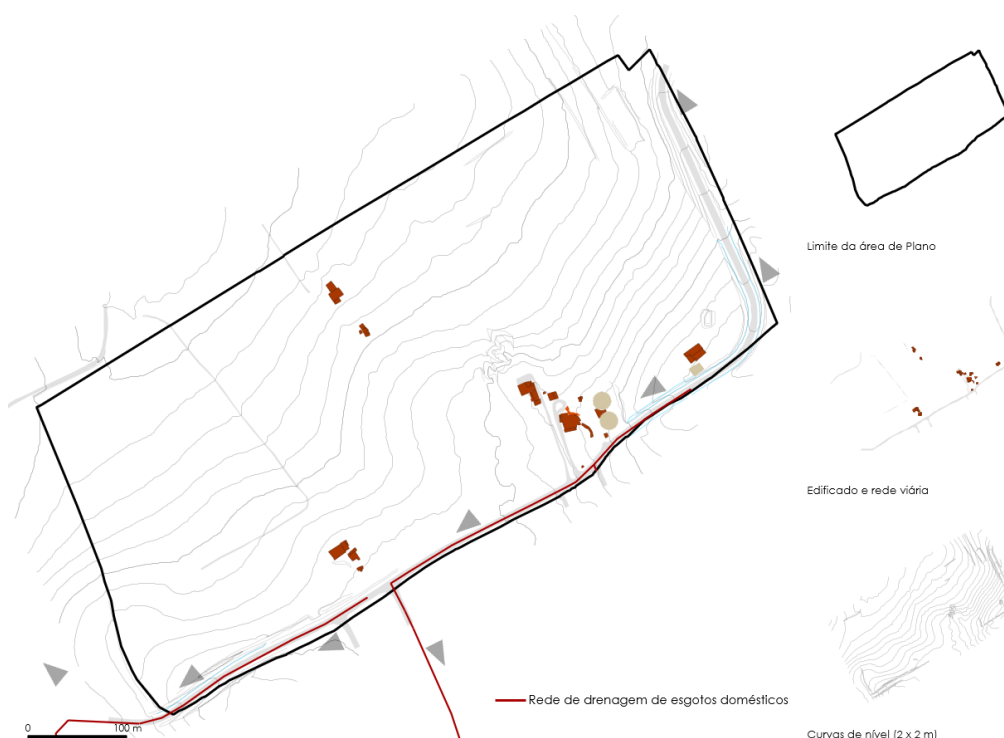 Limite da área de Plano
Edificado e rede viária
Rede de drenagem de esgotos domésticos
0 100 m
Curvas de nível (2 x 2 m)